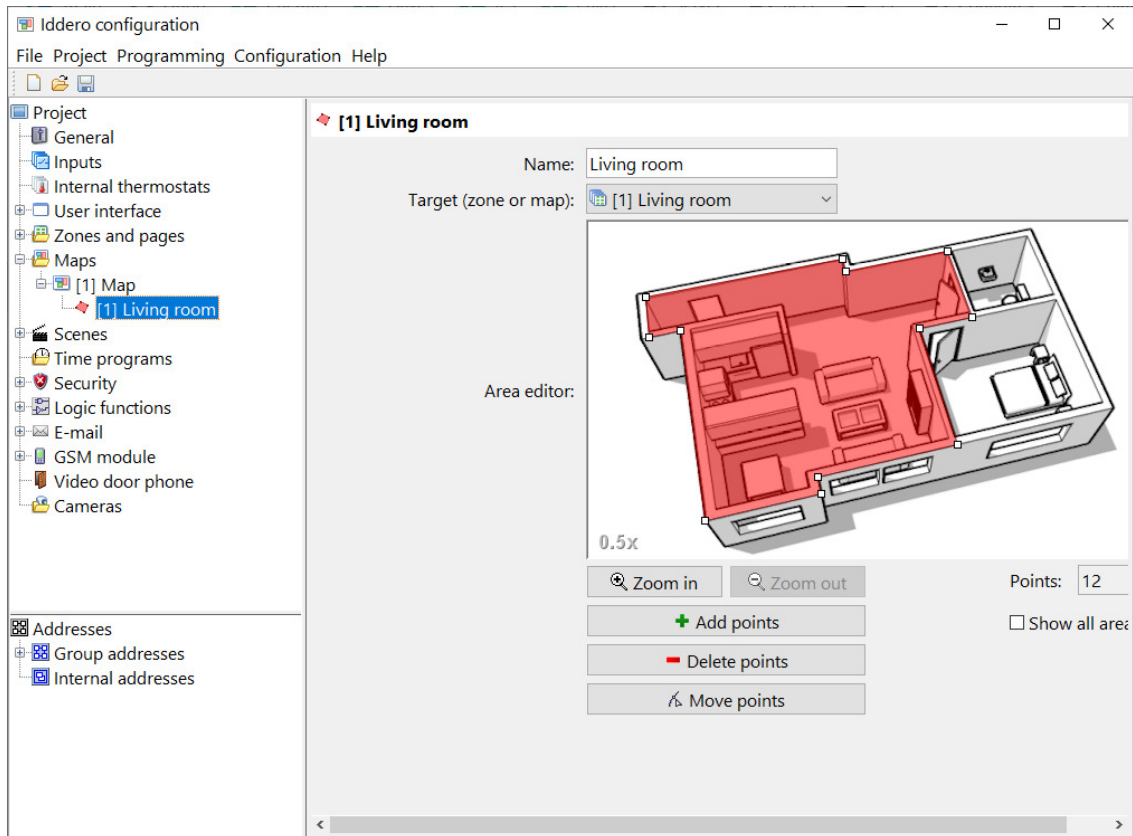 Iddero configuration
File Project Programming Configuration Help
Project
General
Inputs
Internal thermostats
User interface
Zones and pages
Maps
[1] Map
[1] Living room
Scenes
Time programs
Security
Logic functions
E-mail
GSM module
Video door phone
Cameras
Addresses
Group addresses
Internal addresses
[1] Living room
Name: Living room
Target (zone or map): [1] Living room
Area editor:
0.5x
Zoom in Zoom out Points: 12
Add points Show all area
Delete points
Move points